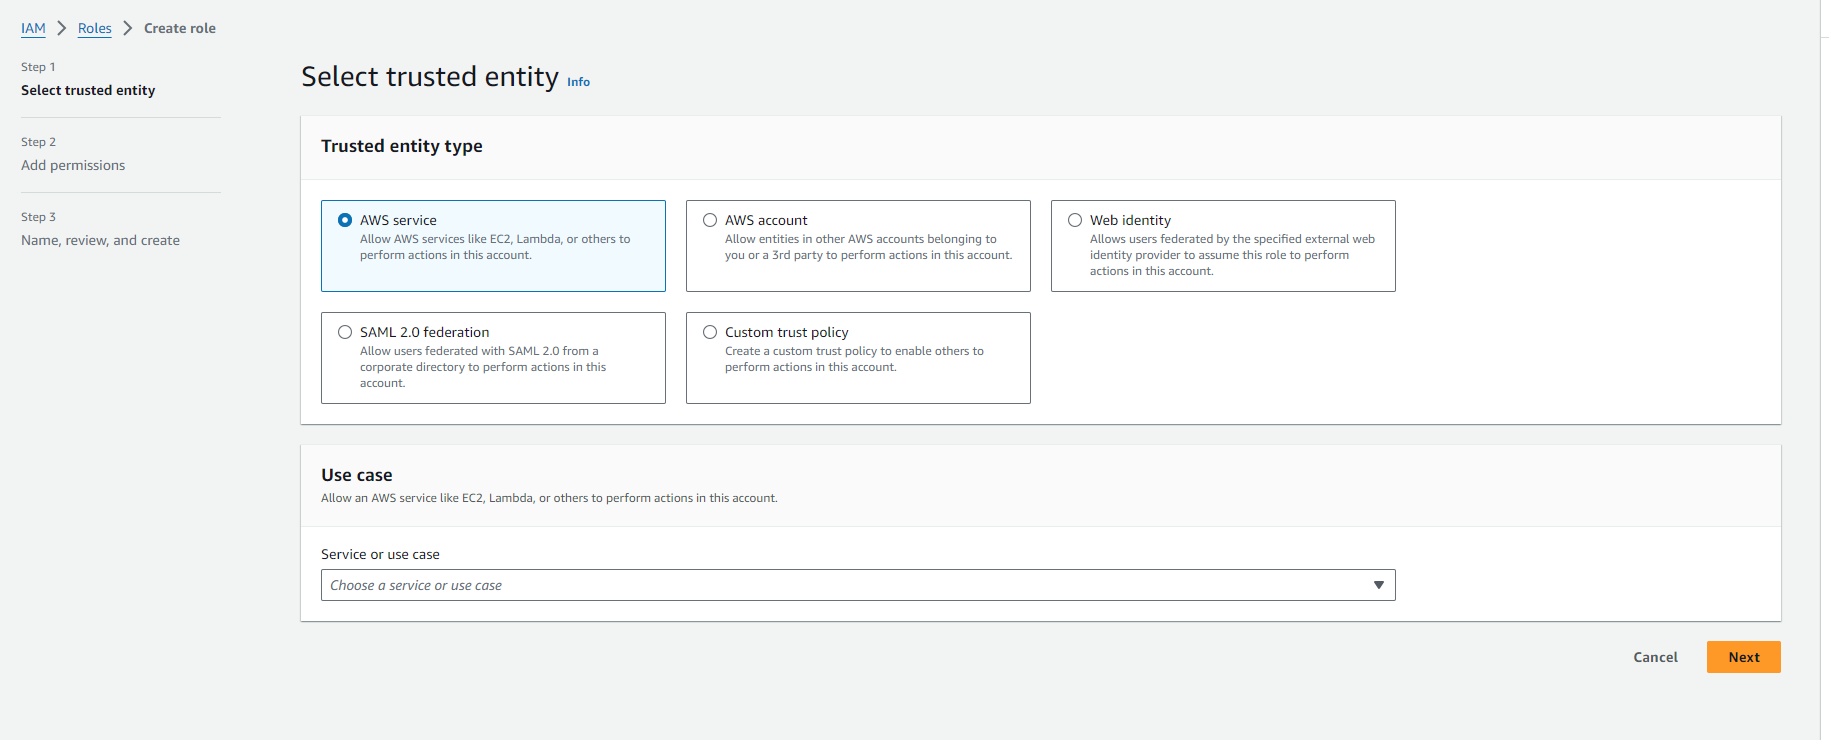 IAM > Roles > Create role
Step 1
Select trusted entity
Step 2
Add permissions
Step 3
Name, review, and create
Select trusted entity Info
Trusted entity type
AWS service
Allow AWS services like EC2, Lambda, or others to
perform actions in this account.
AWS account
Allow entities in other AWS accounts belonging to
you or a 3rd party to perform actions in this account.
Web identity
Allows users federated by the specified external web
identity provider to assume this role to perform
actions in this account.
SAML 2.0 federation
Allow users federated with SAML 2.0 from a
corporate directory to perform actions in this
account.
Custom trust policy
Create a custom trust policy to enable others to
perform actions in this account.
Use case
Allow an AWS service like EC2, Lambda, or others to perform actions in this account.
Service or use case
Choose a service or use case
Cancel
Next